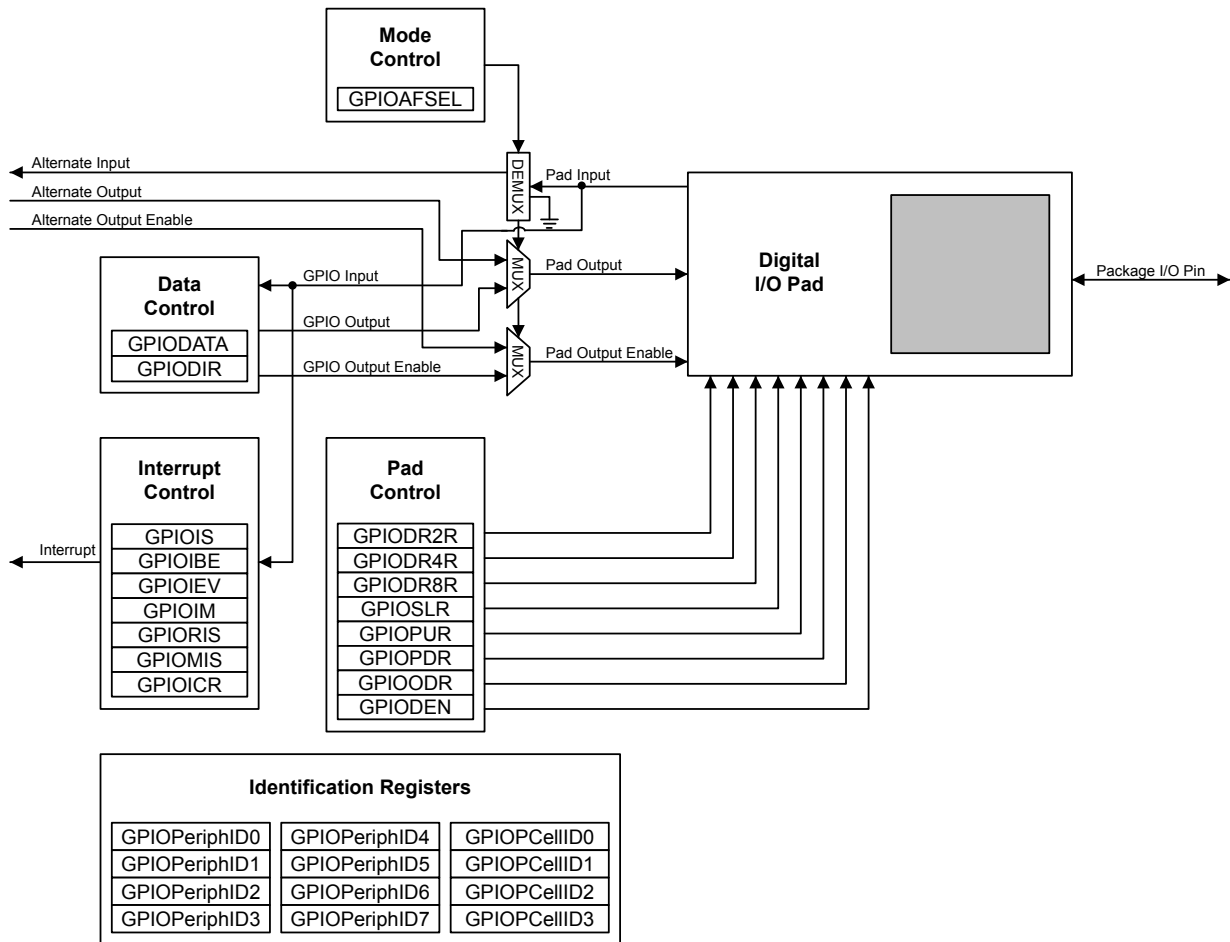 Mode
Control
GPIOAFSEL
Alternate Input
Alternate Output
Alternate Output Enable
DEMUX
Pad Input
MUX
Pad Output
MUX
Pad Output Enable
Digital
I/O Pad
Package I/O Pin
Data
Control
GPIODATA
GPIODIR
GPIO Input
GPIO Output
GPIO Output Enable
Interrupt
Control
GPIOIS
GPIOIBE
GPIOIEV
GPIOIM
GPIORIS
GPIOMIS
GPIOICR
Interrupt
Pad
Control
GPIODR2R
GPIODR4R
GPIODR8R
GPIOSLR
GPIOPUR
GPIOPDR
GPIOODR
GPIODEN
Identification Registers
GPIOPeriphID0
GPIOPeriphID1
GPIOPeriphID2
GPIOPeriphID3
GPIOPeriphID4
GPIOPeriphID5
GPIOPeriphID6
GPIOPeriphID7
GPIOPCellID0
GPIOPCellID1
GPIOPCellID2
GPIOPCellID3